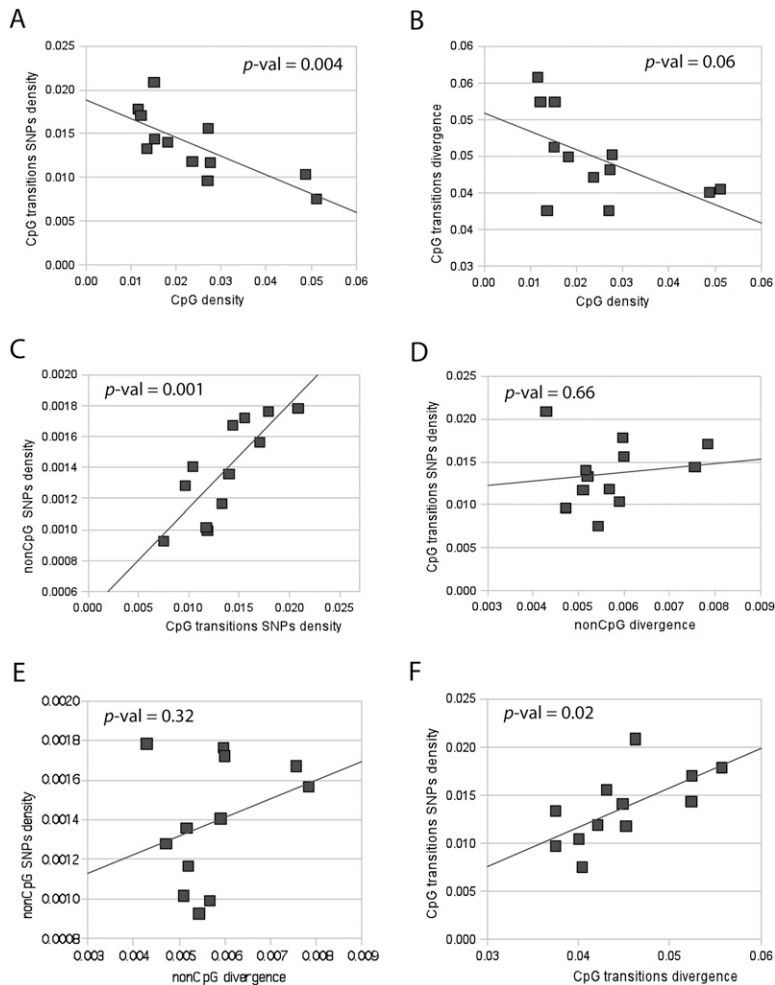 A
CpG transitions SNPs density
0.025
0.020
0.015
0.010
0.005
0.000
p-val = 0.004
0.00 0.01 0.02 0.03 0.04 0.05 0.06
CpG density
B
CpG transitions divergence
0.06
0.06
0.05
0.05
0.04
0.04
0.03
p-val = 0.06
0.00 0.01 0.02 0.03 0.04 0.05 0.06
CpG density
C
nonCpG SNPs density
0.0020
0.0018
0.0016
0.0014
0.0012
0.0010
0.0008
0.0006
p-val = 0.001
0.000 0.005 0.010 0.015 0.020 0.025
CpG transitions SNPs density
D
CpG transitions SNPs density
0.025
0.020
0.015
0.010
0.005
0.000
p-val = 0.66
0.003 0.004 0.005 0.006 0.007 0.008 0.009
nonCpG divergence
E
nonCpG SNPs density
0.0020
0.0018
0.0016
0.0014
0.0012
0.0010
0.0008
p-val = 0.32
0.003 0.004 0.005 0.006 0.007 0.008 0.009
nonCpG divergence
F
CpG transitions SNPs density
0.025
0.020
0.015
0.010
0.005
0.000
p-val = 0.02
0.03 0.04 0.05 0.06
CpG transitions divergence